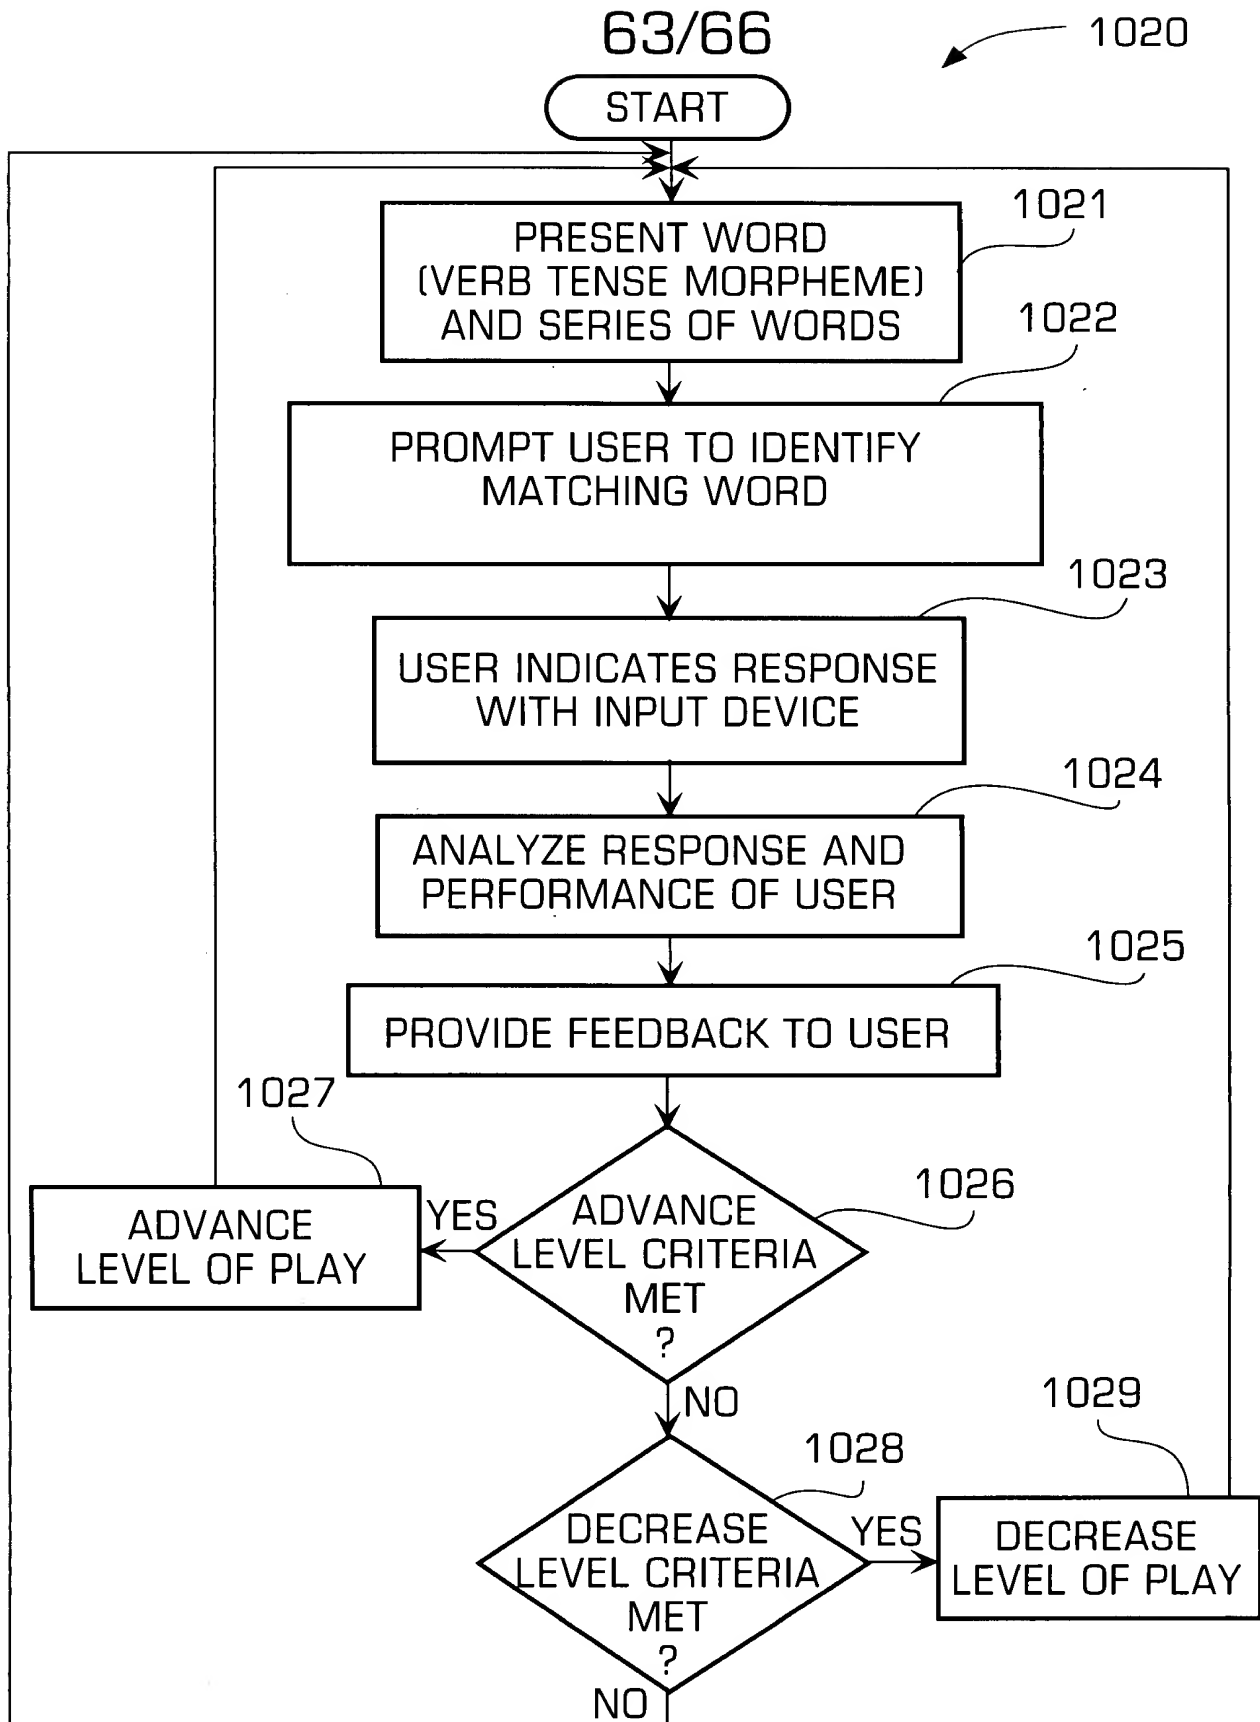 63/66
1020
START
1021
PRESENT WORD
(VERB TENSE MORPHEME)
AND SERIES OF WORDS
1022
PROMPT USER TO IDENTIFY
MATCHING WORD
1023
USER INDICATES RESPONSE
WITH INPUT DEVICE
1024
ANALYZE RESPONSE AND
PERFORMANCE OF USER
1025
PROVIDE FEEDBACK TO USER
1027
ADVANCE
LEVEL OF PLAY
YES
1026
ADVANCE
LEVEL CRITERIA
MET
?
NO
1028
DECREASE
LEVEL CRITERIA
MET
?
YES
1029
DECREASE
LEVEL OF PLAY
NO